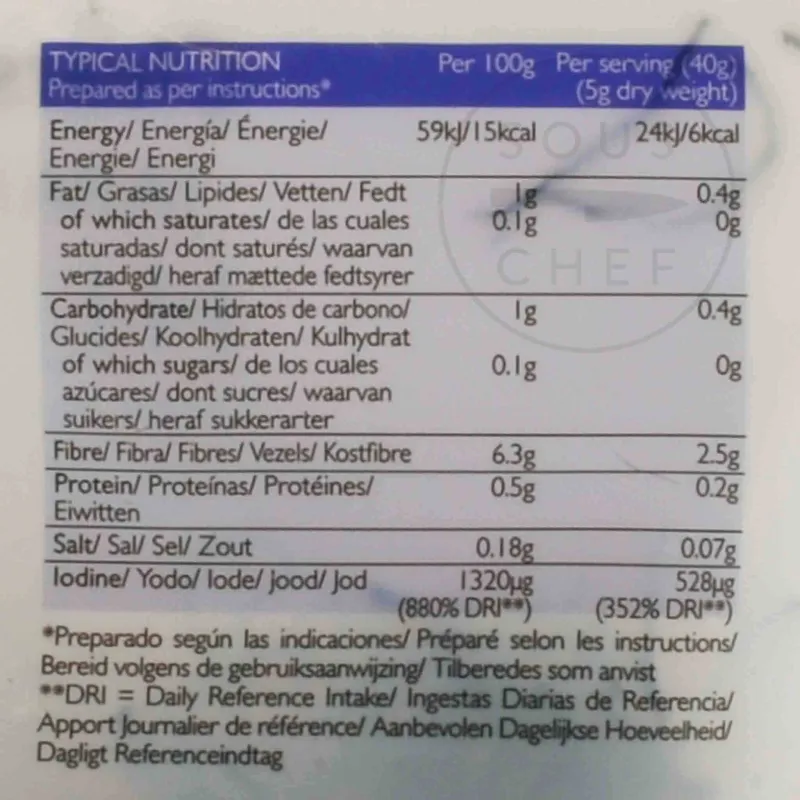 TYPICAL NUTRITION Per 100g Per serving (40g)
Prepared as per instructions* (5g dry weight)
Energy/ Energía/ Énergie/ 59kJ/15kcal 24kJ/6kcal
Energie/ Energi
Fat/ Grasas/ Lipides/ Vetten/ Fedt 1g 0.4g
of which saturates/ de las cuales 0.1g 0g
saturadas/ dont saturés/ waarvan
verzadigd/ heraf mættede fedtsyrer
Carbohydrate/ Hidratos de carbono/ 1g 0.4g
Glucides/ Koolhydraten/ Kulhydrat
of which sugars/ de los cuales 0.1g 0g
azúcares/ dont sucres/ waarvan
suikers/ heraf sukkerarter
Fibre/ Fibra/ Fibres/ Vezels/ Kostfibre 6.3g 2.5g
Protein/ Proteínas/ Protéines/ 0.5g 0.2g
Eiwitten
Salt/ Sal/ Sel/ Zout 0.18g 0.07g
Iodine/ Yodo/ Iode/ Jood/ Jod 1320µg 528µg
(880% DRI**) (352% DRI**)
*Preparado según las indicaciones/ Préparé selon les instructions/
Bereid volgens de gebruiksaanwijzing/ Tilberedes som anvist
**DRI = Daily Reference Intake/ Ingestas Diarias de Referencia/
Apport Journalier de référence/ Aanbevolen Dagelijkse Hoeveelheid/
Dagligt Referenceindtag
SOUS
CHEF